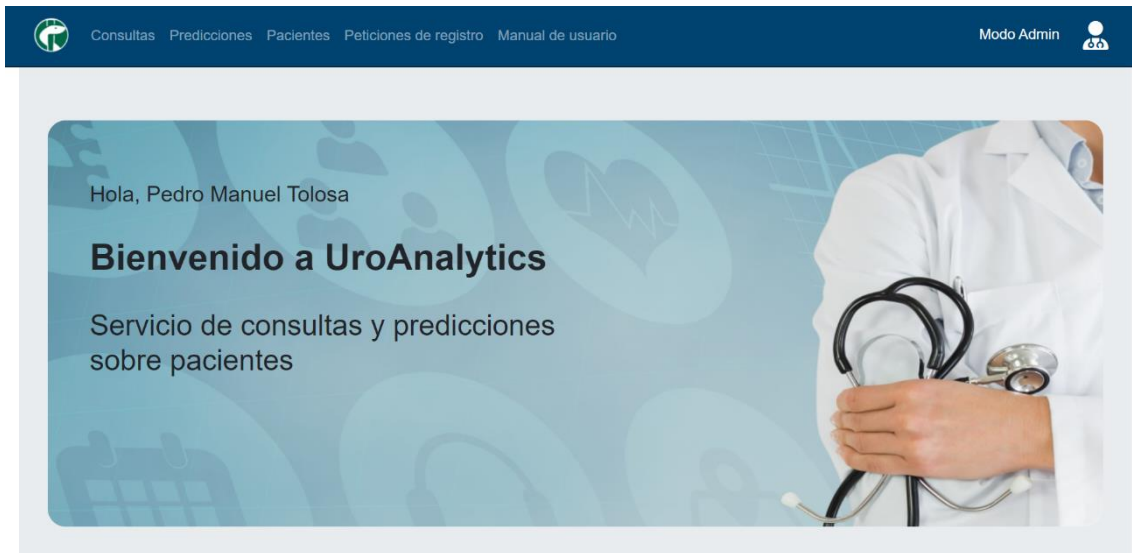 Consultas Predicciones Pacientes Peticiones de registro Manual de usuario Modo Admin
Hola, Pedro Manuel Tolosa
Bienvenido a UroAnalytics
Servicio de consultas y predicciones
sobre pacientes